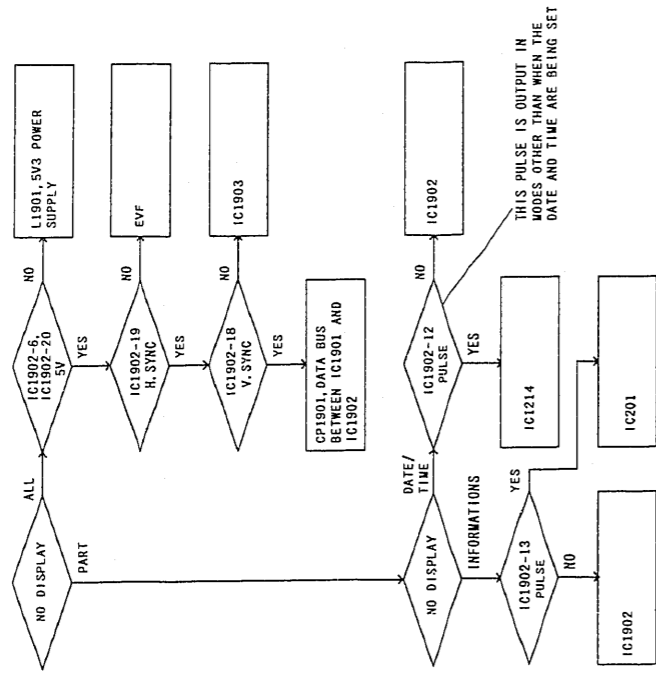 NO DISPLAY
ALL
PART
IC1902-6,
IC1902-20
5V
NO
L1901, 5V3 POWER
SUPPLY
YES
IC1902-19
H. SYNC
NO
EVF
YES
IC1902-18
V. SYNC
NO
IC1903
YES
CP1901, DATA BUS
BETWEEN IC1901 AND
IC1902
NO DISPLAY
DATE/
TIME
INFORMATIONS
IC1902-12
PULSE
NO
IC1902
YES
IC1214
THIS PULSE IS OUTPUT IN
MODES OTHER THAN WHEN THE
DATE AND TIME ARE BEING SET
IC1902-13
PULSE
YES
IC201
NO
IC1902